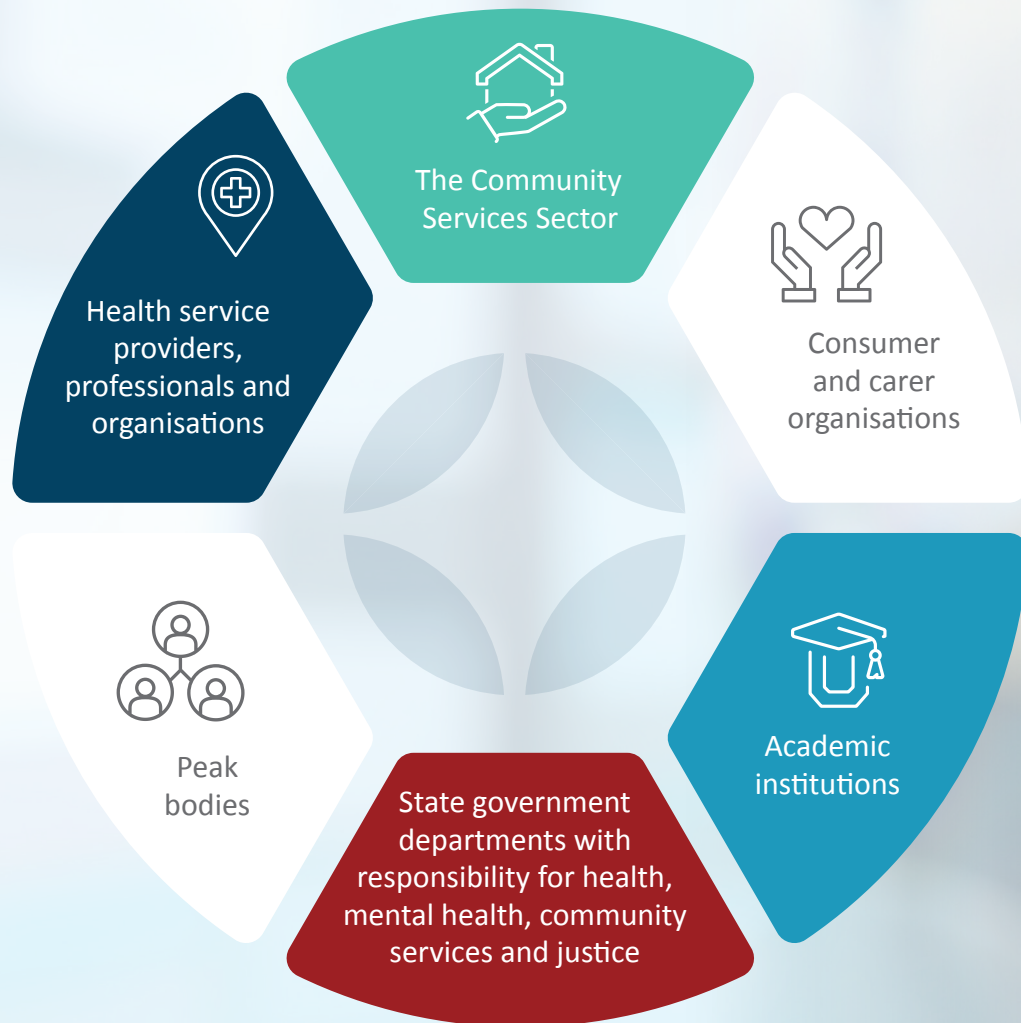 The Community
Services Sector
Consumer
and carer
organisations
Academic
institutions
State government
departments with
responsibility for health,
mental health, community
services and justice
Peak
bodies
Health service
providers,
professionals and
organisations